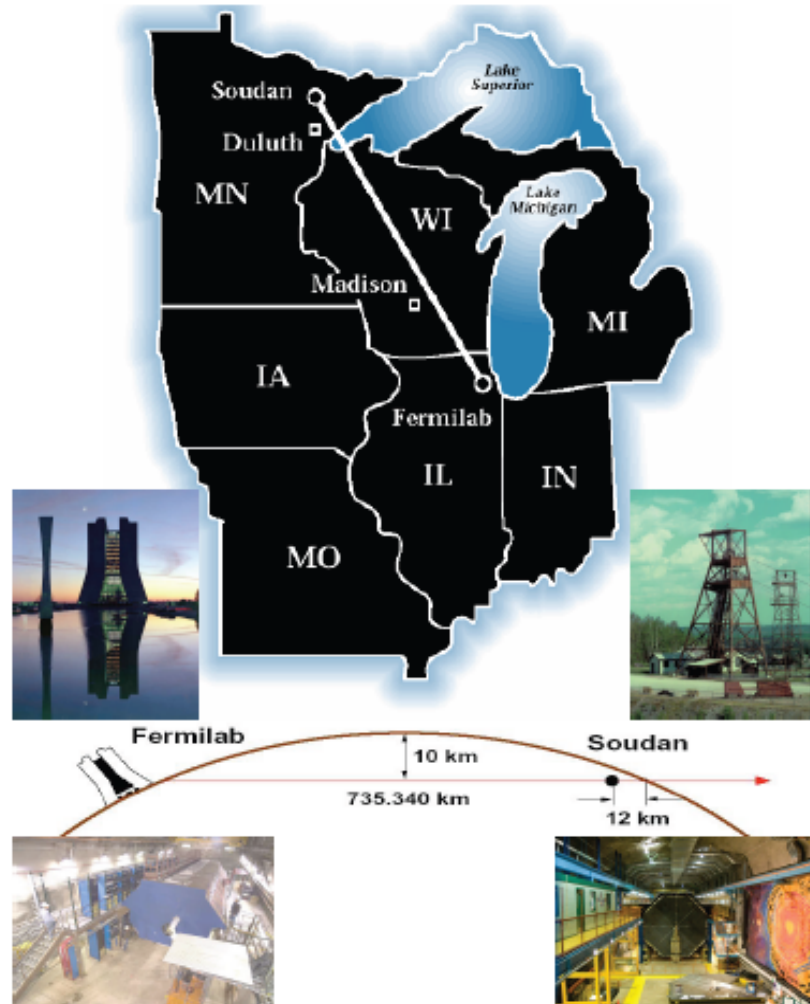 Lake
Superior
Soudan
Duluth
MN
Lake
Michigan
WI
Madison
MI
IA
Fermilab
IL
IN
MO
Fermilab
Soudan
10 km
735.340 km
12 km